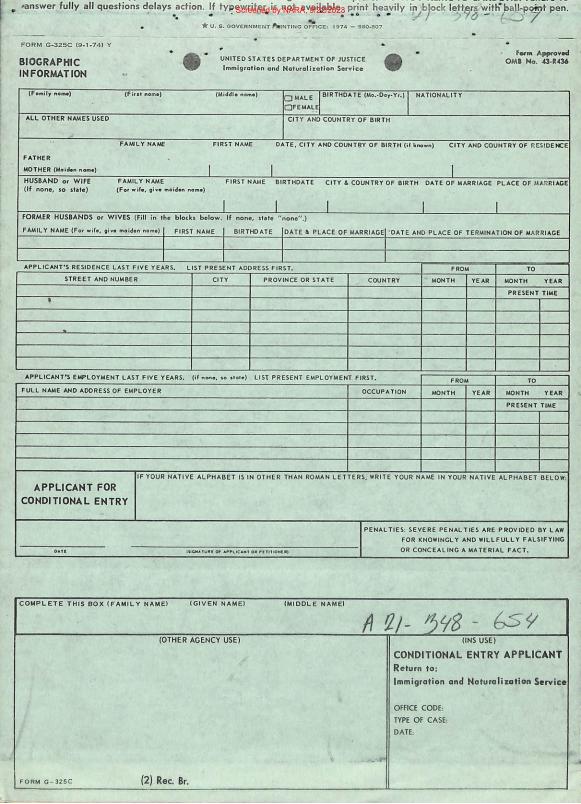 answer fully all questions delays action. If typewriter is not available, print heavily in block letters with ball-point pen.
Screened by NARA, 9/22/2023
21 348-654
★ U. S. GOVERNMENT PRINTING OFFICE: 1974 — 980-807
FORM G-325C (9-1-74) Y
Form Approved
OMB No. 43-R436
BIOGRAPHIC
INFORMATION
UNITED STATES DEPARTMENT OF JUSTICE
Immigration and Naturalization Service
(Family name) (First name) (Middle name) MALE FEMALE BIRTHDATE (Mo.-Day-Yr.) NATIONALITY
ALL OTHER NAMES USED CITY AND COUNTRY OF BIRTH
FAMILY NAME FIRST NAME DATE, CITY AND COUNTRY OF BIRTH (if known) CITY AND COUNTRY OF RESIDENCE
FATHER
MOTHER (Maiden name)
HUSBAND or WIFE FAMILY NAME FIRST NAME BIRTHDATE CITY & COUNTRY OF BIRTH DATE OF MARRIAGE PLACE OF MARRIAGE
(If none, so state) (For wife, give maiden name)
FORMER HUSBANDS or WIVES (Fill in the blocks below. If none, state "none".)
FAMILY NAME (For wife, give maiden name) FIRST NAME BIRTHDATE DATE & PLACE OF MARRIAGE DATE AND PLACE OF TERMINATION OF MARRIAGE
APPLICANT'S RESIDENCE LAST FIVE YEARS. LIST PRESENT ADDRESS FIRST. FROM TO
STREET AND NUMBER CITY PROVINCE OR STATE COUNTRY MONTH YEAR MONTH YEAR
PRESENT TIME
APPLICANT'S EMPLOYMENT LAST FIVE YEARS. (if none, so state) LIST PRESENT EMPLOYMENT FIRST. FROM TO
FULL NAME AND ADDRESS OF EMPLOYER OCCUPATION MONTH YEAR MONTH YEAR
PRESENT TIME
APPLICANT FOR
CONDITIONAL ENTRY
IF YOUR NATIVE ALPHABET IS IN OTHER THAN ROMAN LETTERS, WRITE YOUR NAME IN YOUR NATIVE ALPHABET BELOW:
PENALTIES: SEVERE PENALTIES ARE PROVIDED BY LAW
FOR KNOWINGLY AND WILLFULLY FALSIFYING
OR CONCEALING A MATERIAL FACT.
DATE (SIGNATURE OF APPLICANT OR PETITIONER)
COMPLETE THIS BOX (FAMILY NAME) (GIVEN NAME) (MIDDLE NAME)
A 21-348-654
(OTHER AGENCY USE) (INS USE)
CONDITIONAL ENTRY APPLICANT
Return to:
Immigration and Naturalization Service
OFFICE CODE:
TYPE OF CASE:
DATE:
FORM G-325C (2) Rec. Br.